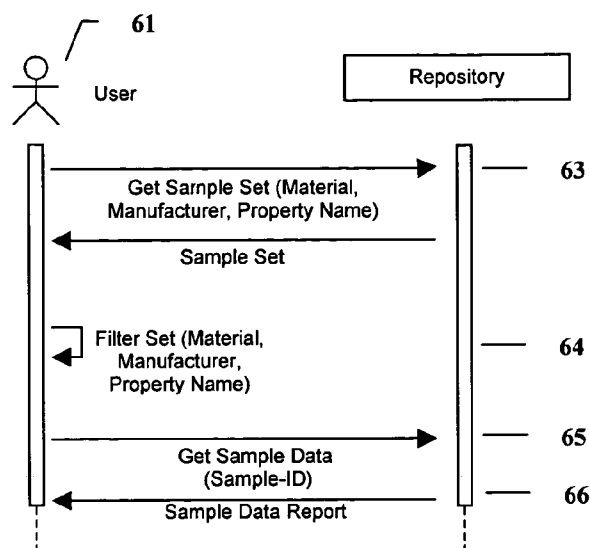 61
User
Repository
63
Get Sample Set (Material,
Manufacturer, Property Name)
Sample Set
Filter Set (Material,
Manufacturer,
Property Name)
64
65
Get Sample Data
(Sample-ID)
66
Sample Data Report